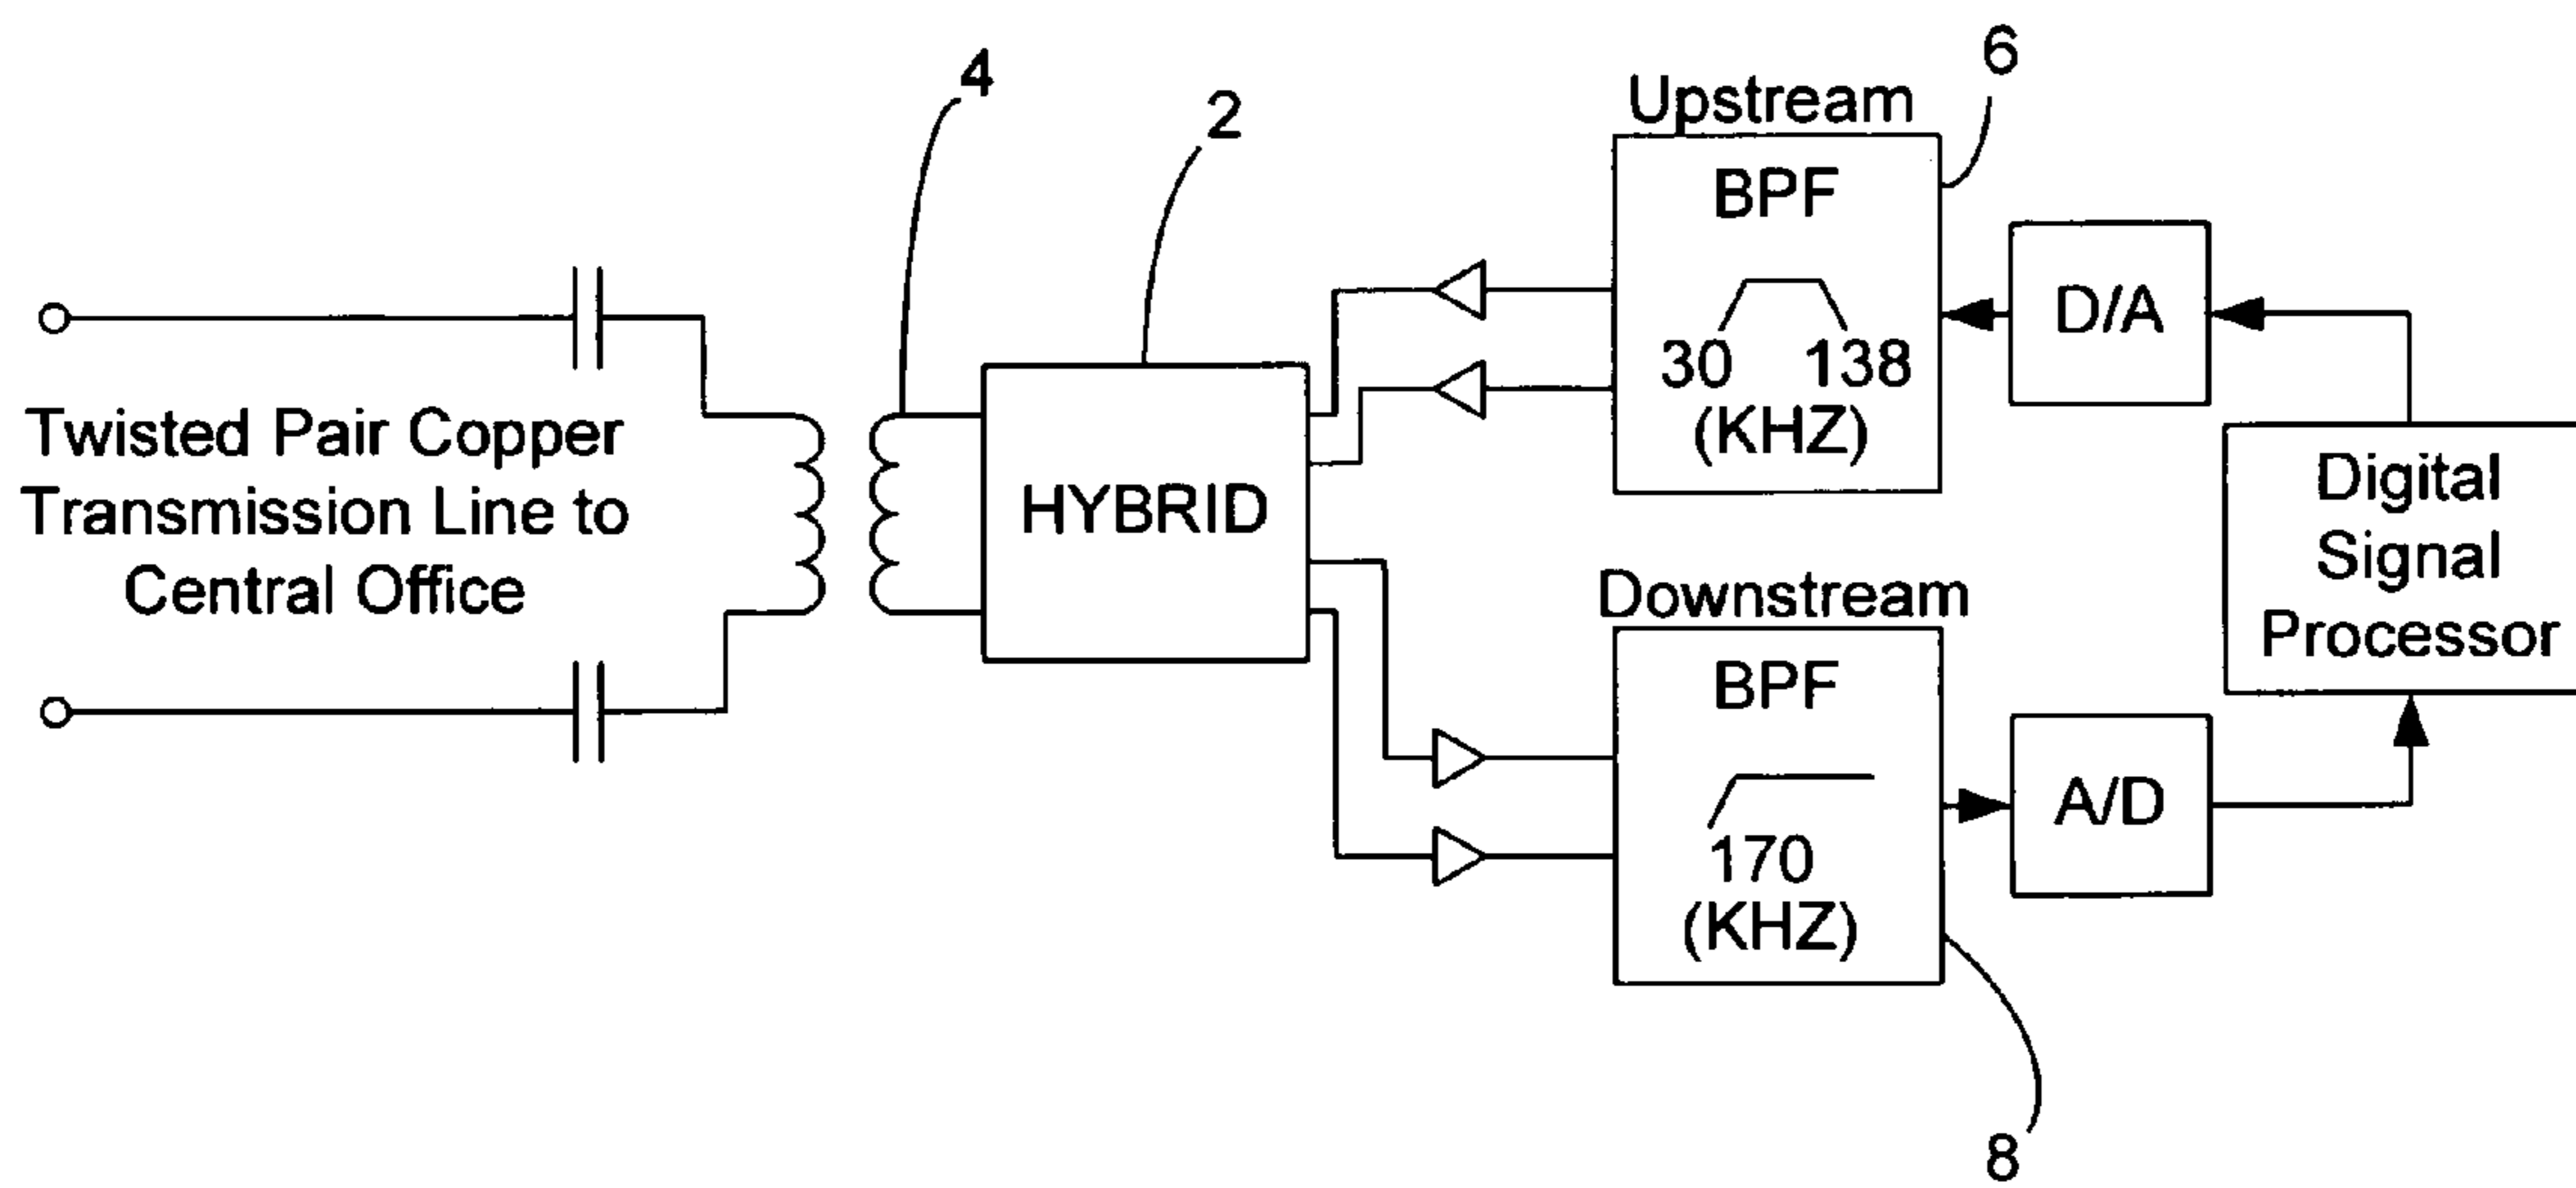 4
2
6
Upstream
BPF
30 138
(KHZ)
D/A
Twisted Pair Copper
Transmission Line to
Central Office
HYBRID
Digital
Signal
Processor
Downstream
BPF
170
(KHZ)
A/D
8